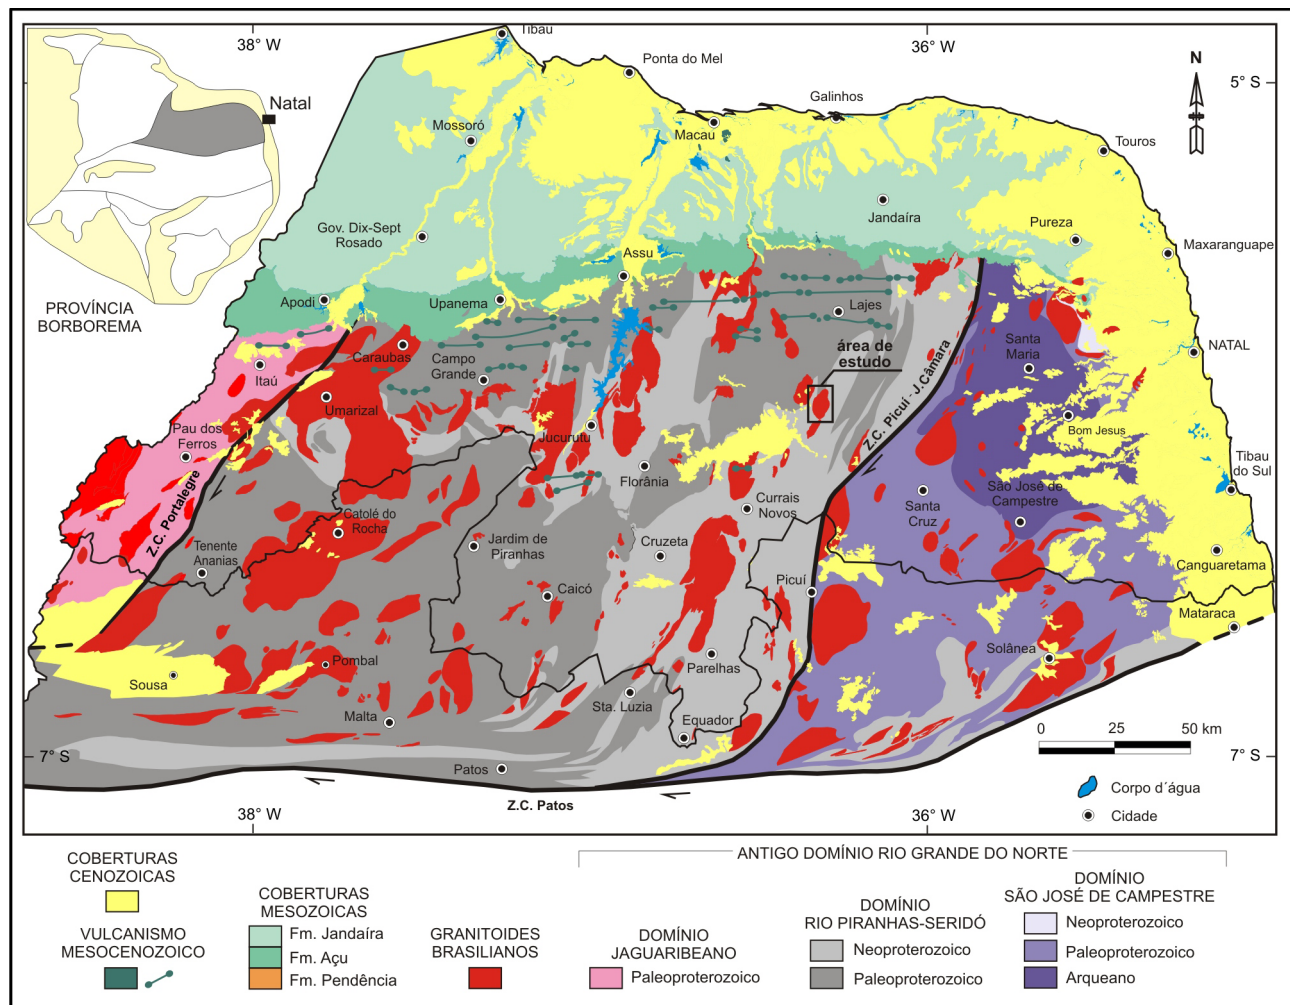 38° W
36° W
Tibau
Ponta do Mel
N
5° S
Natal
Galinhos
Mossoró
Macau
Touros
Gov. Dix-Sept
Rosado
Jandaíra
Pureza
Maxaranguape
Assu
PROVÍNCIA
BORBOREMA
Apodi
Upanema
Lajes
Caraubas
Campo
Grande
área de
estudo
Santa
Maria
NATAL
Itaú
Umarizal
Z.C. Picuí - J.Câmara
Pau dos
Ferros
Jucurutu
Bom Jesus
Florânia
Tibau
do Sul
Z.C. Portalegre
Currais
Novos
Santa
Cruz
São José de
Campestre
Catolé do
Rocha
Jardim de
Piranhas
Cruzeta
Tenente
Ananias
Caicó
Picuí
Canguaretama
Mataraca
Pombal
Parelhas
Solânea
Sousa
Malta
Sta. Luzia
Equador
0 25 50 km
7° S
7° S
Patos
Z.C. Patos
Corpo d´água
Cidade
38° W
36° W
COBERTURAS
CENOZOICAS
VULCANISMO
MESOCENOZOICO
COBERTURAS
MESOZOICAS
Fm. Jandaíra
Fm. Açu
Fm. Pendência
GRANITOIDES
BRASILIANOS
ANTIGO DOMÍNIO RIO GRANDE DO NORTE
DOMÍNIO
JAGUARIBEANO
Paleoproterozoico
DOMÍNIO
RIO PIRANHAS-SERIDÓ
Neoproterozoico
Paleoproterozoico
DOMÍNIO
SÃO JOSÉ DE CAMPESTRE
Neoproterozoico
Paleoproterozoico
Arqueano